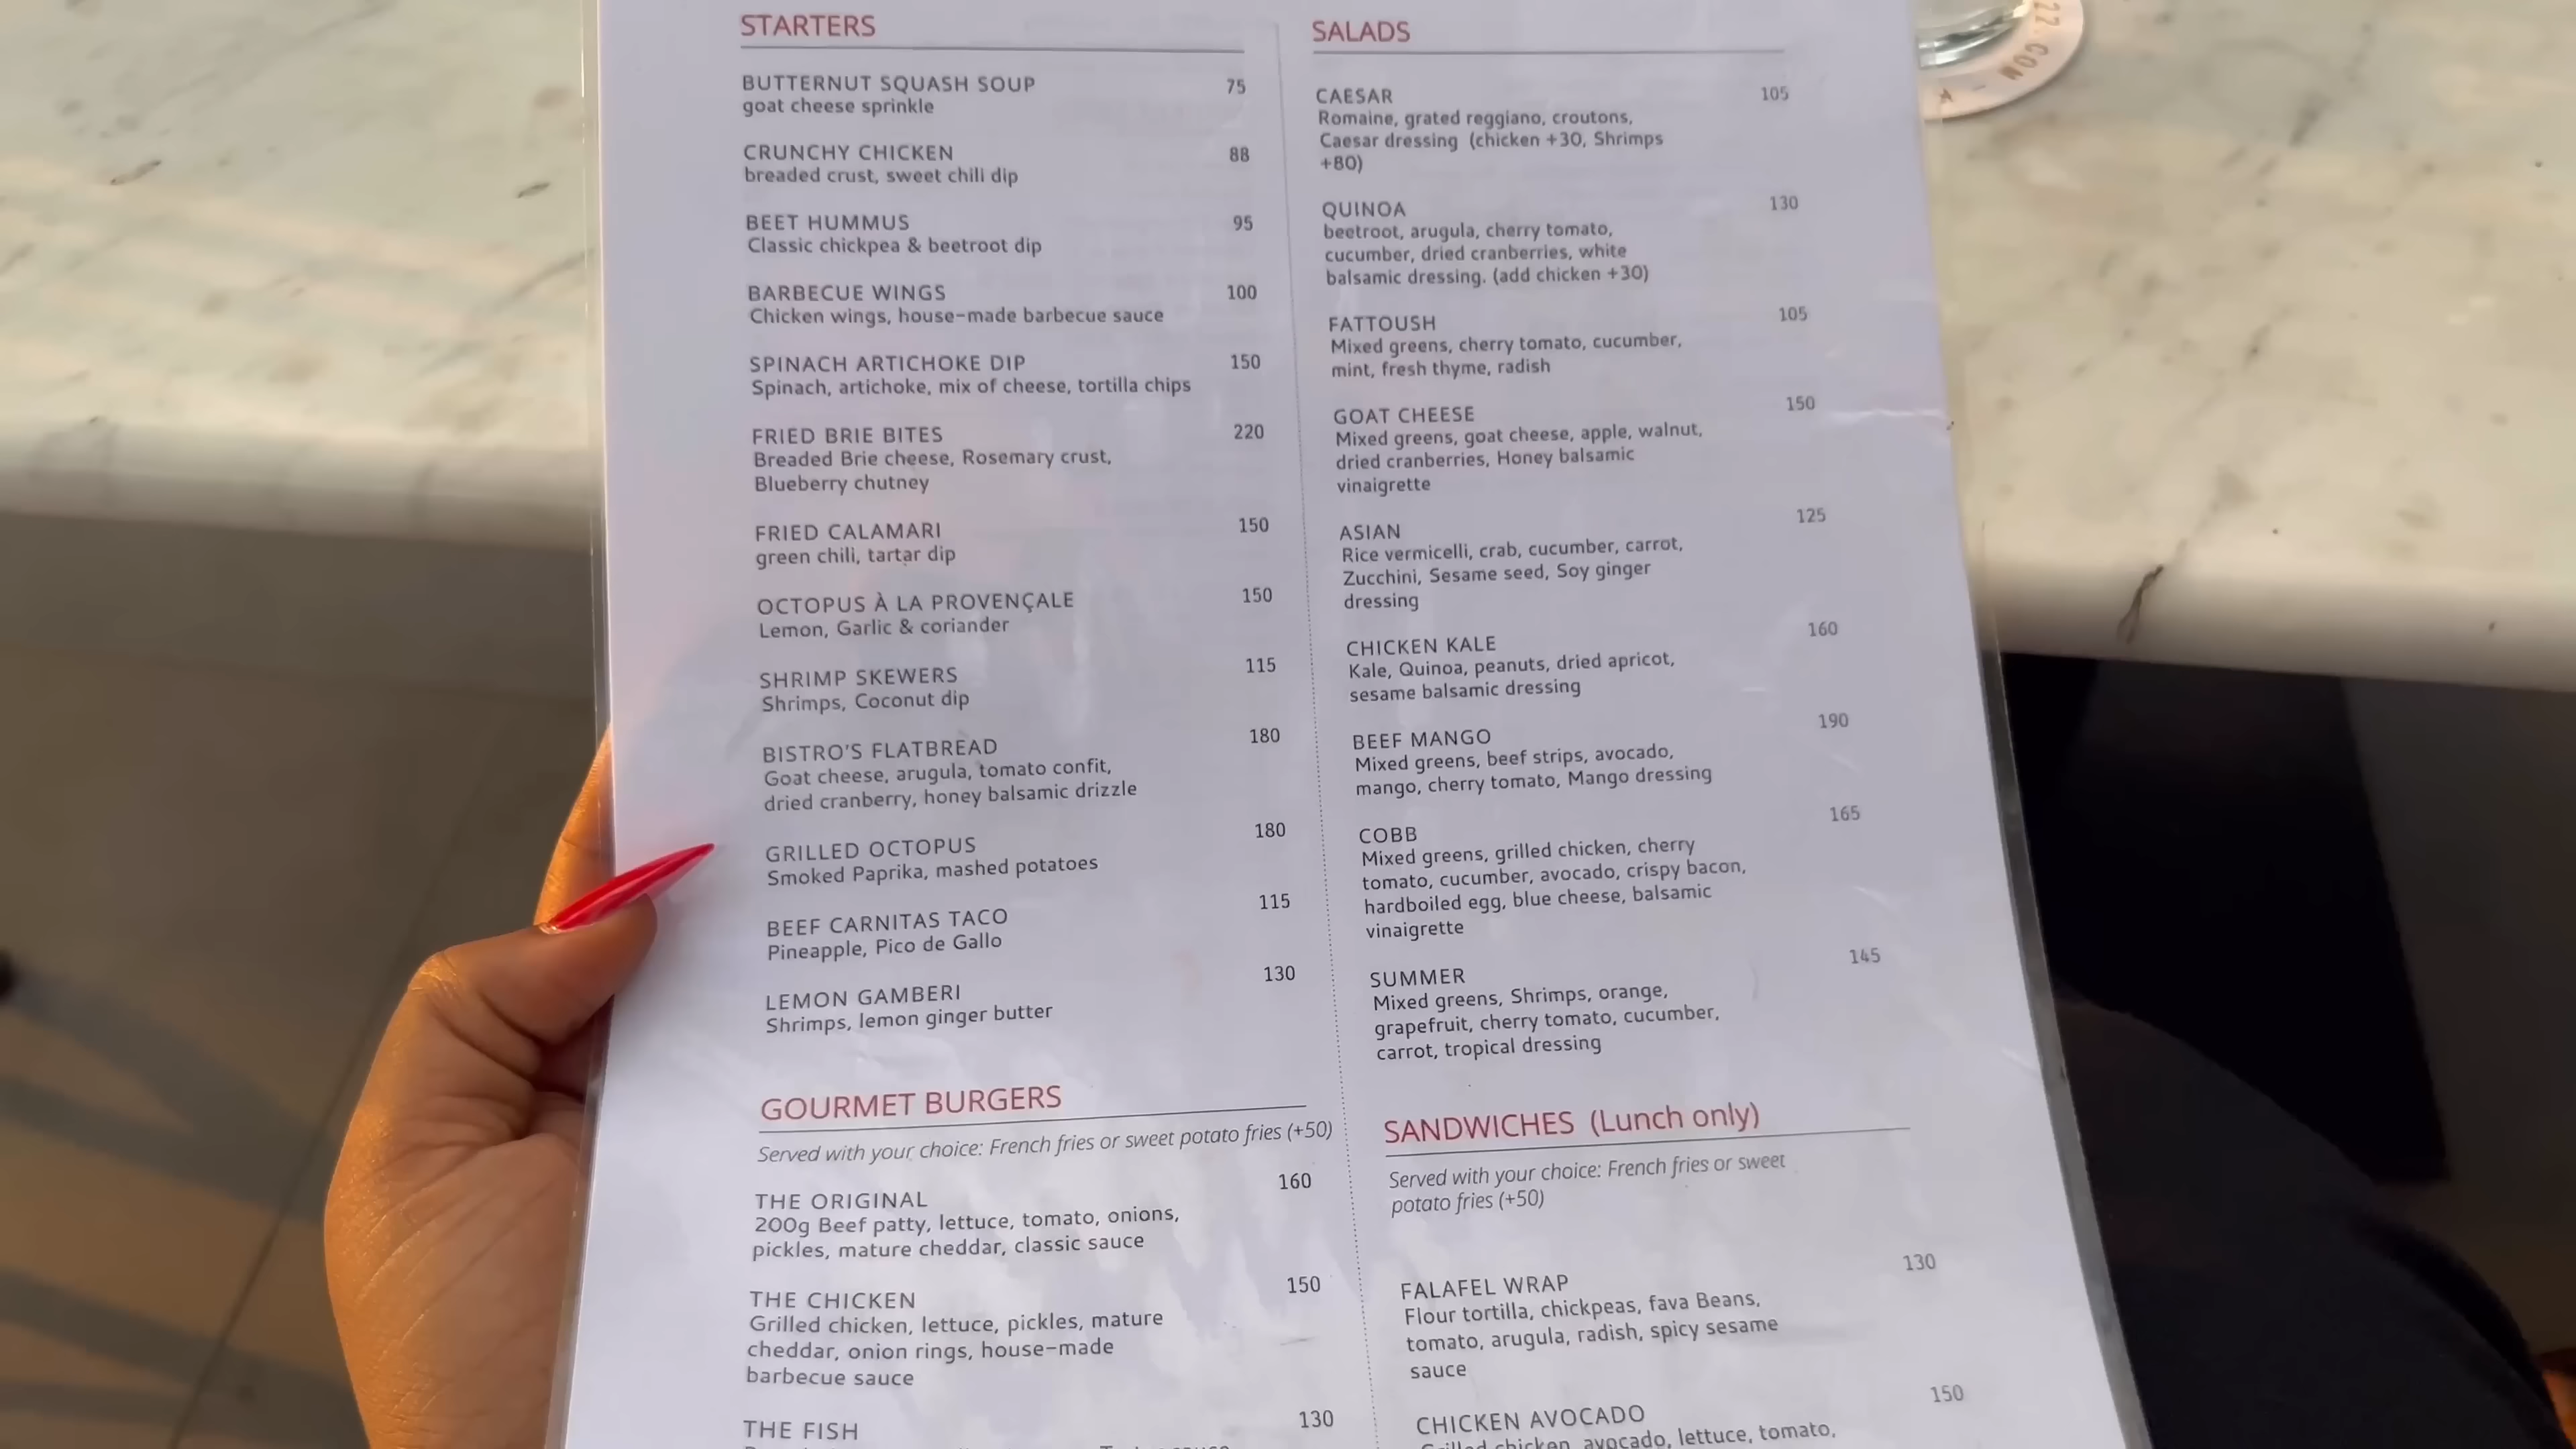 STARTERS
BUTTERNUT SQUASH SOUP 75
goat cheese sprinkle
CRUNCHY CHICKEN 88
breaded crust, sweet chili dip
BEET HUMMUS 95
Classic chickpea & beetroot dip
BARBECUE WINGS 100
Chicken wings, house-made barbecue sauce
SPINACH ARTICHOKE DIP 150
Spinach, artichoke, mix of cheese, tortilla chips
FRIED BRIE BITES 220
Breaded Brie cheese, Rosemary crust,
Blueberry chutney
FRIED CALAMARI 150
green chili, tartar dip
OCTOPUS À LA PROVENÇALE 150
Lemon, Garlic & coriander
SHRIMP SKEWERS 115
Shrimps, Coconut dip
BISTRO'S FLATBREAD 180
Goat cheese, arugula, tomato confit,
dried cranberry, honey balsamic drizzle
GRILLED OCTOPUS 180
Smoked Paprika, mashed potatoes
BEEF CARNITAS TACO 115
Pineapple, Pico de Gallo
LEMON GAMBERI 130
Shrimps, lemon ginger butter
GOURMET BURGERS
Served with your choice: French fries or sweet potato fries (+50)
THE ORIGINAL 160
200g Beef patty, lettuce, tomato, onions,
pickles, mature cheddar, classic sauce
THE CHICKEN 150
Grilled chicken, lettuce, pickles, mature
cheddar, onion rings, house-made
barbecue sauce
THE FISH 130
SALADS
CAESAR 105
Romaine, grated reggiano, croutons,
Caesar dressing (chicken +30, Shrimps
+80)
QUINOA 130
beetroot, arugula, cherry tomato,
cucumber, dried cranberries, white
balsamic dressing. (add chicken +30)
FATTOUSH 105
Mixed greens, cherry tomato, cucumber,
mint, fresh thyme, radish
GOAT CHEESE 150
Mixed greens, goat cheese, apple, walnut,
dried cranberries, Honey balsamic
vinaigrette
ASIAN 125
Rice vermicelli, crab, cucumber, carrot,
Zucchini, Sesame seed, Soy ginger
dressing
CHICKEN KALE 160
Kale, Quinoa, peanuts, dried apricot,
sesame balsamic dressing
BEEF MANGO 190
Mixed greens, beef strips, avocado,
mango, cherry tomato, Mango dressing
COBB 165
Mixed greens, grilled chicken, cherry
tomato, cucumber, avocado, crispy bacon,
hardboiled egg, blue cheese, balsamic
vinaigrette
SUMMER 145
Mixed greens, Shrimps, orange,
grapefruit, cherry tomato, cucumber,
carrot, tropical dressing
SANDWICHES (Lunch only)
Served with your choice: French fries or sweet
potato fries (+50)
FALAFEL WRAP 130
Flour tortilla, chickpeas, fava Beans,
tomato, arugula, radish, spicy sesame
sauce
CHICKEN AVOCADO 150
Grilled chicken, avocado, lettuce, tomato,